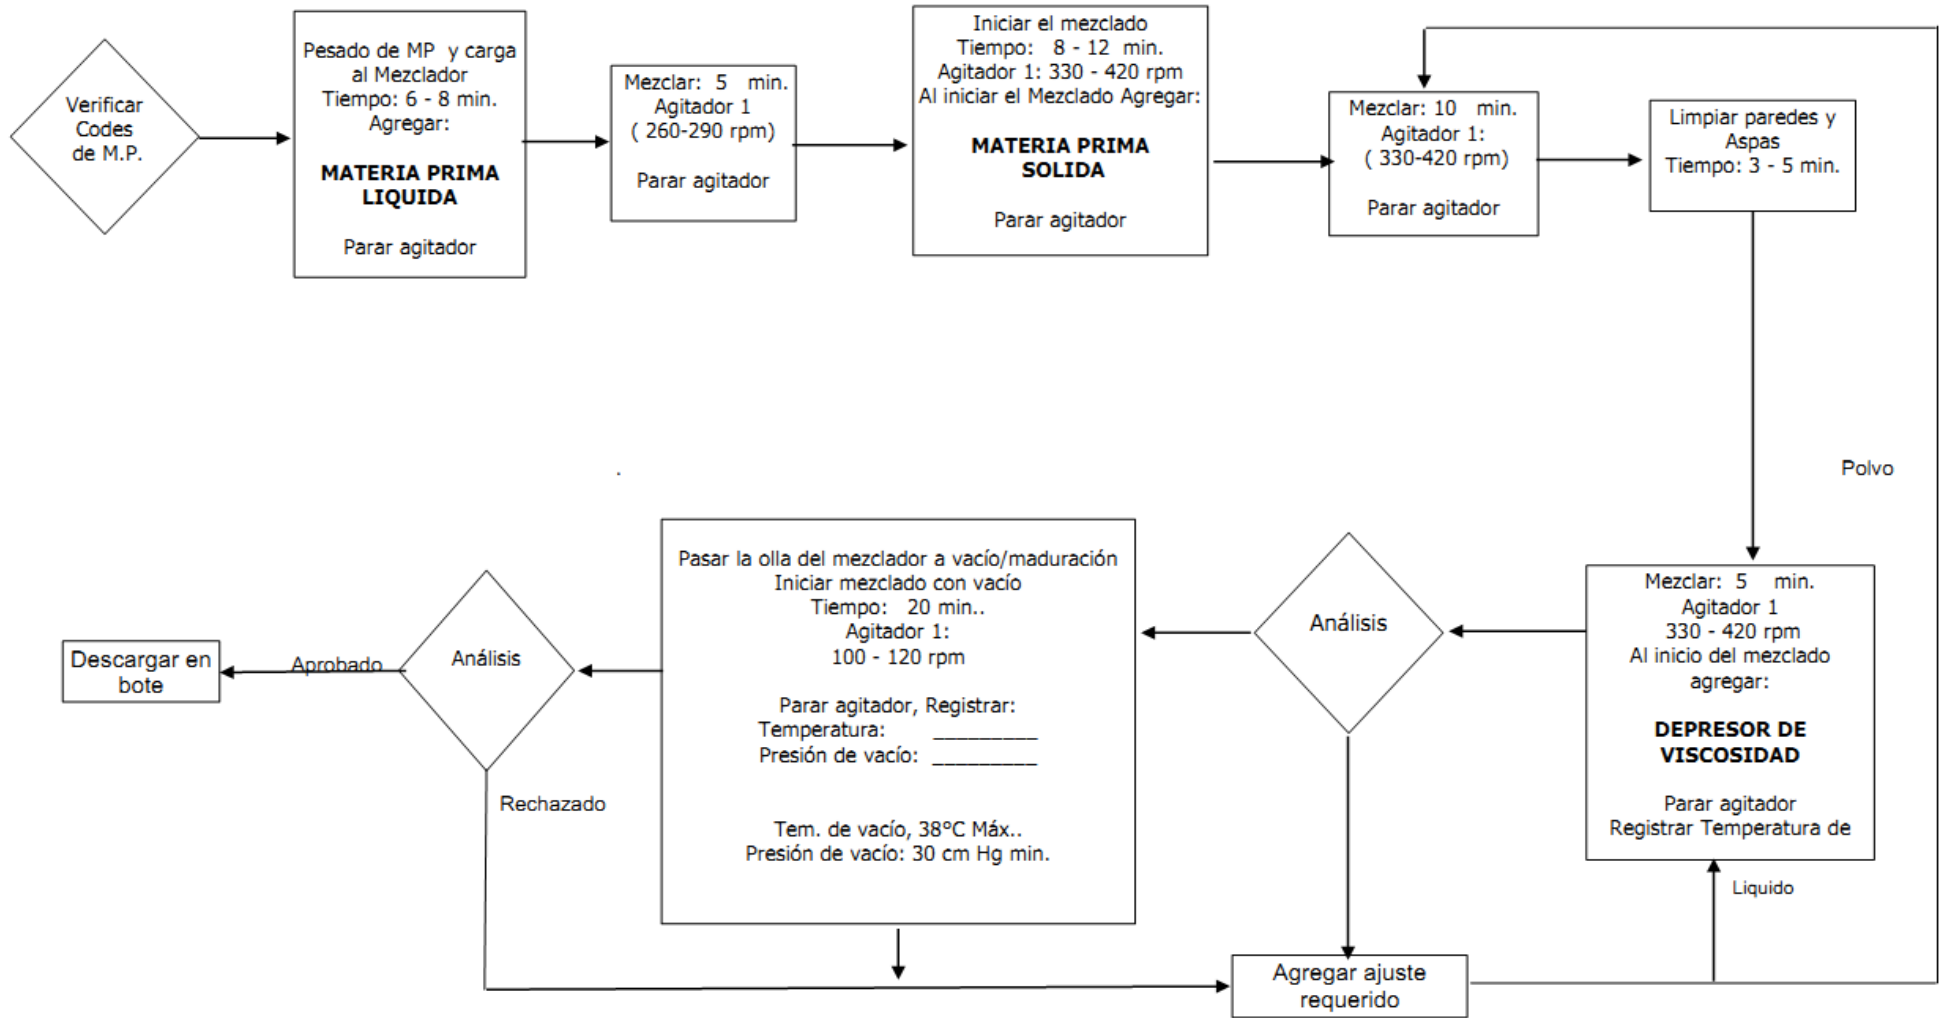 Verificar
Codes
de M.P.
Pesado de MP y carga
al Mezclador
Tiempo: 6 - 8 min.
Agregar:
MATERIA PRIMA
LIQUIDA
Parar agitador
Mezclar: 5 min.
Agitador 1
( 260-290 rpm)
Parar agitador
Iniciar el mezclado
Tiempo: 8 - 12 min.
Agitador 1: 330 - 420 rpm
Al iniciar el Mezclado Agregar:
MATERIA PRIMA
SOLIDA
Parar agitador
Mezclar: 10 min.
Agitador 1:
( 330-420 rpm)
Parar agitador
Limpiar paredes y
Aspas
Tiempo: 3 - 5 min.
Polvo
Mezclar: 5 min.
Agitador 1
330 - 420 rpm
Al inicio del mezclado
agregar:
DEPRESOR DE
VISCOSIDAD
Parar agitador
Registrar Temperatura de
Liquido
Análisis
Pasar la olla del mezclador a vacío/maduración
Iniciar mezclado con vacío
Tiempo: 20 min..
Agitador 1:
100 - 120 rpm
Parar agitador, Registrar:
Temperatura: _________
Presión de vacío: _________
Tem. de vacío, 38°C Máx..
Presión de vacío: 30 cm Hg min.
Análisis
Aprobado
Descargar en
bote
Rechazado
Agregar ajuste
requerido